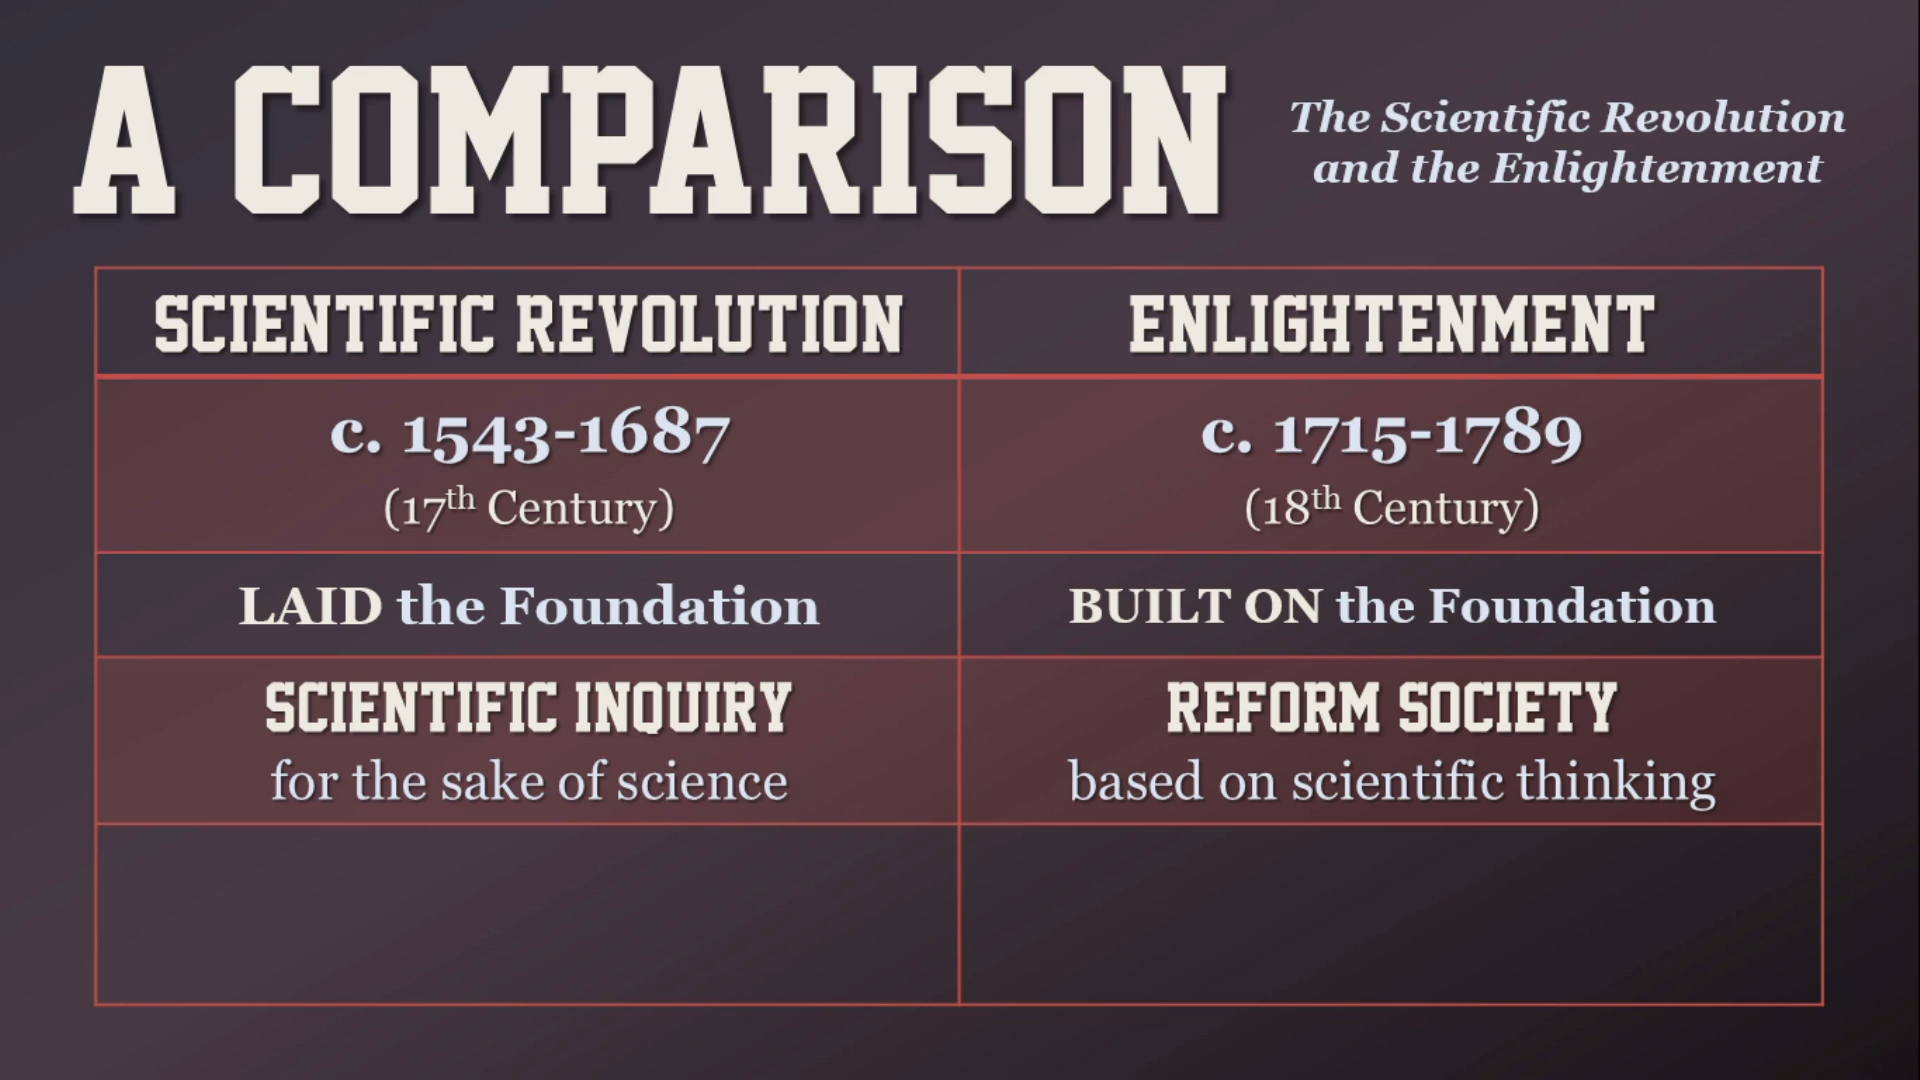 A COMPARISON
The Scientific Revolution
and the Enlightenment
SCIENTIFIC REVOLUTION
ENLIGHTENMENT
c. 1543-1687
(17th Century)
c. 1715-1789
(18th Century)
LAID the Foundation
BUILT ON the Foundation
SCIENTIFIC INQUIRY
for the sake of science
REFORM SOCIETY
based on scientific thinking